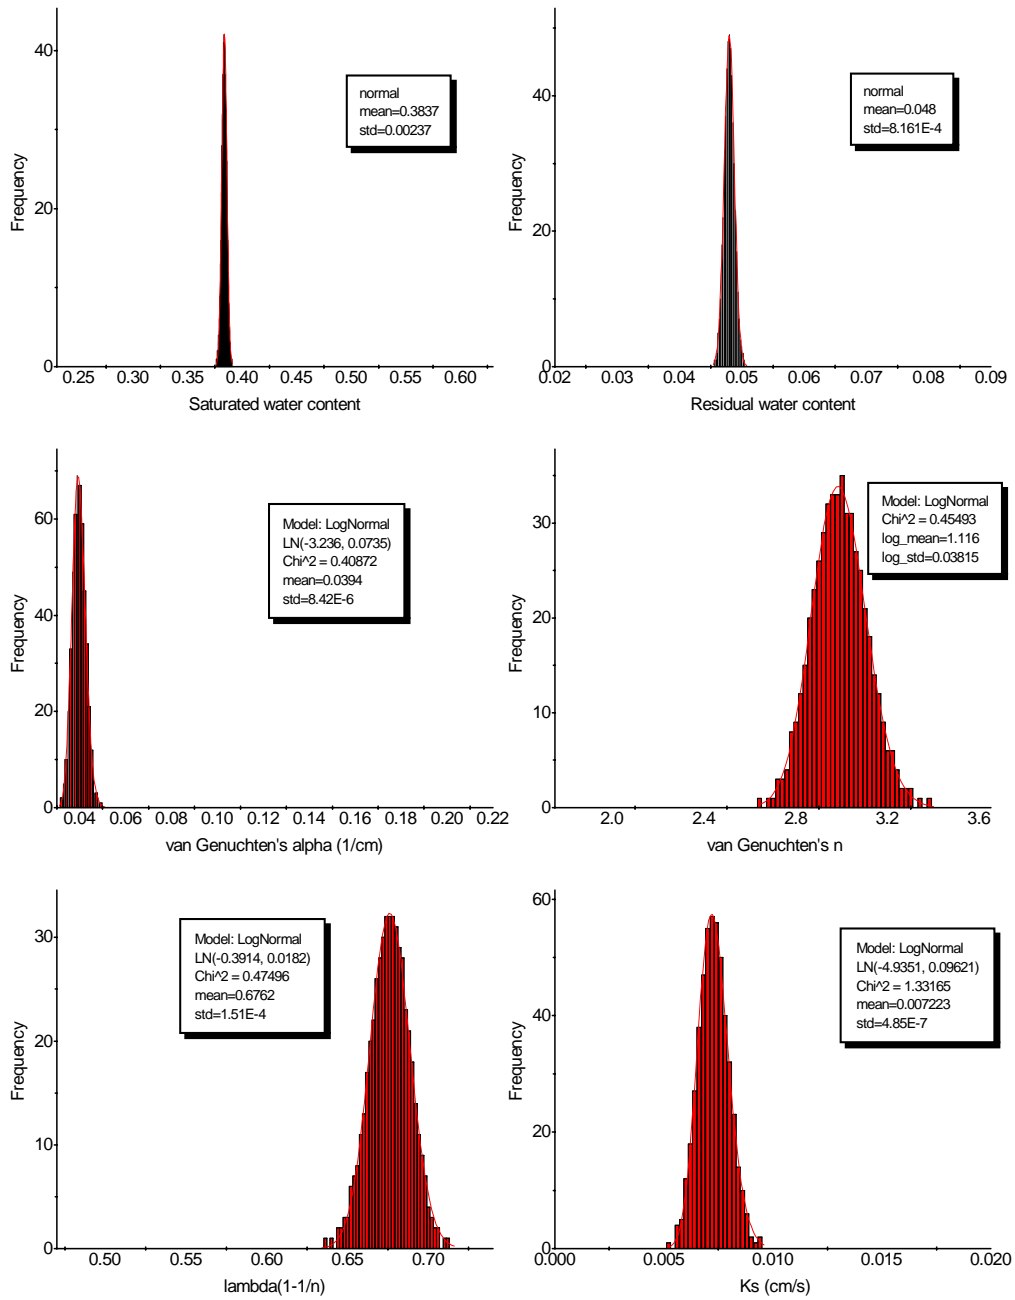 40
20
0
Frequency
normal
mean=0.3837
std=0.00237
0.25 0.30 0.35 0.40 0.45 0.50 0.55 0.60
Saturated water content
40
20
0
Frequency
normal
mean=0.048
std=8.161E-4
0.02 0.03 0.04 0.05 0.06 0.07 0.08 0.09
Residual water content
60
40
20
0
Frequency
Model: LogNormal
LN(-3.236, 0.0735)
Chi^2 = 0.40872
mean=0.0394
std=8.42E-6
0.04 0.06 0.08 0.10 0.12 0.14 0.16 0.18 0.20 0.22
van Genuchten's alpha (1/cm)
30
20
10
0
Frequency
Model: LogNormal
Chi^2 = 0.45493
log_mean=1.116
log_std=0.03815
2.0 2.4 2.8 3.2 3.6
van Genuchten's n
30
20
10
0
Frequency
Model: LogNormal
LN(-0.3914, 0.0182)
Chi^2 = 0.47496
mean=0.6762
std=1.51E-4
0.50 0.55 0.60 0.65 0.70
lambda(1-1/n)
60
40
20
0
Frequency
Model: LogNormal
LN(-4.9351, 0.09621)
Chi^2 = 1.33165
mean=0.007223
std=4.85E-7
0.000 0.005 0.010 0.015 0.020
Ks (cm/s)